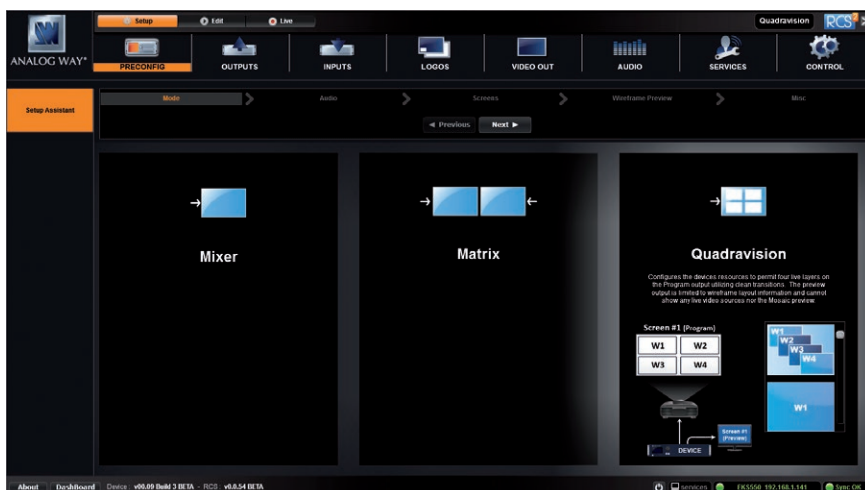 Setup
Edit
Live
Quadravision
RCS²
ANALOG WAY®
PRECONFIG
OUTPUTS
INPUTS
LOGOS
VIDEO OUT
AUDIO
SERVICES
CONTROL
Setup Assistant
Mode
Audio
Screens
Wireframe Preview
Misc
Previous
Next
Mixer
Matrix
Quadravision
Configures the devices resources to permit four live layers on
the Program output utilizing clean transitions. The preview
output is limited to wireframe layout information and cannot
show any live video sources nor the Mosaic preview.
Screen #1 (Program)
W1 W2
W3 W4
W1
W2
W3
W4
W1
Screen #1
(Preview)
DEVICE
About
DashBoard
Device : v00.09 Build 3 BETA - RCS : v0.0.54 BETA
services
EKS550 192.168.1.141
Sync OK